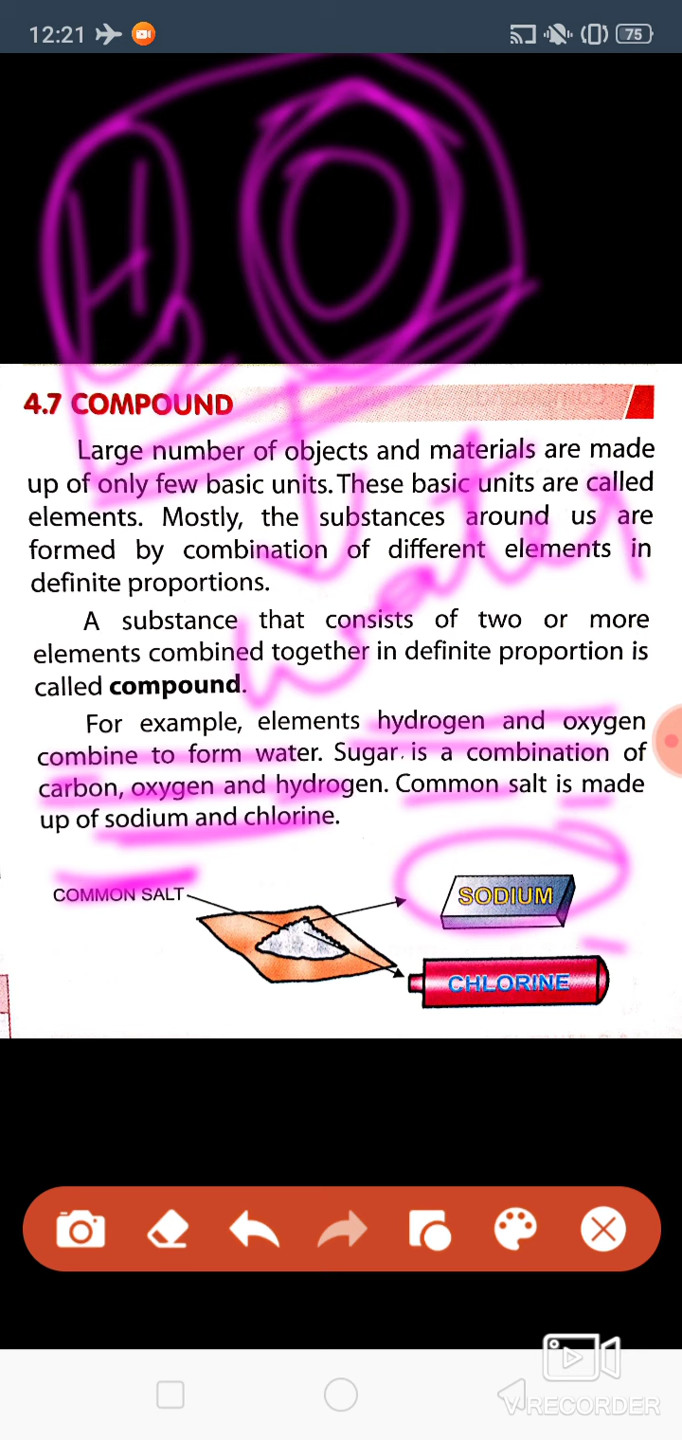 12:21
75
H2O
4.7 COMPOUND
Large number of objects and materials are made
up of only few basic units. These basic units are called
elements. Mostly, the substances around us are
formed by combination of different elements in
definite proportions.
water
A substance that consists of two or more
elements combined together in definite proportion is
called compound.
For example, elements hydrogen and oxygen
combine to form water. Sugar is a combination of
carbon, oxygen and hydrogen. Common salt is made
up of sodium and chlorine.
COMMON SALT
SODIUM
CHLORINE
VRECORDER